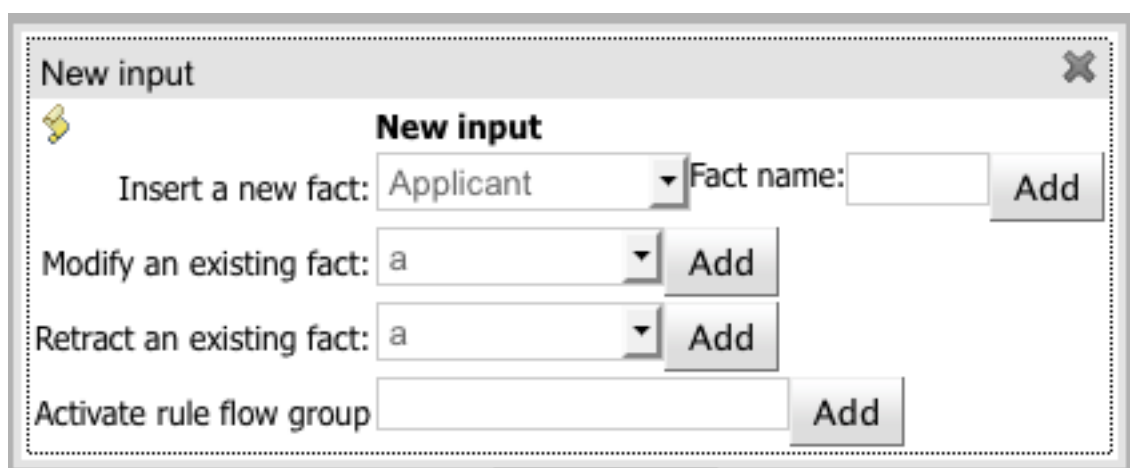 New input
New input
Insert a new fact: Applicant Fact name: Add
Modify an existing fact: a Add
Retract an existing fact: a Add
Activate rule flow group Add